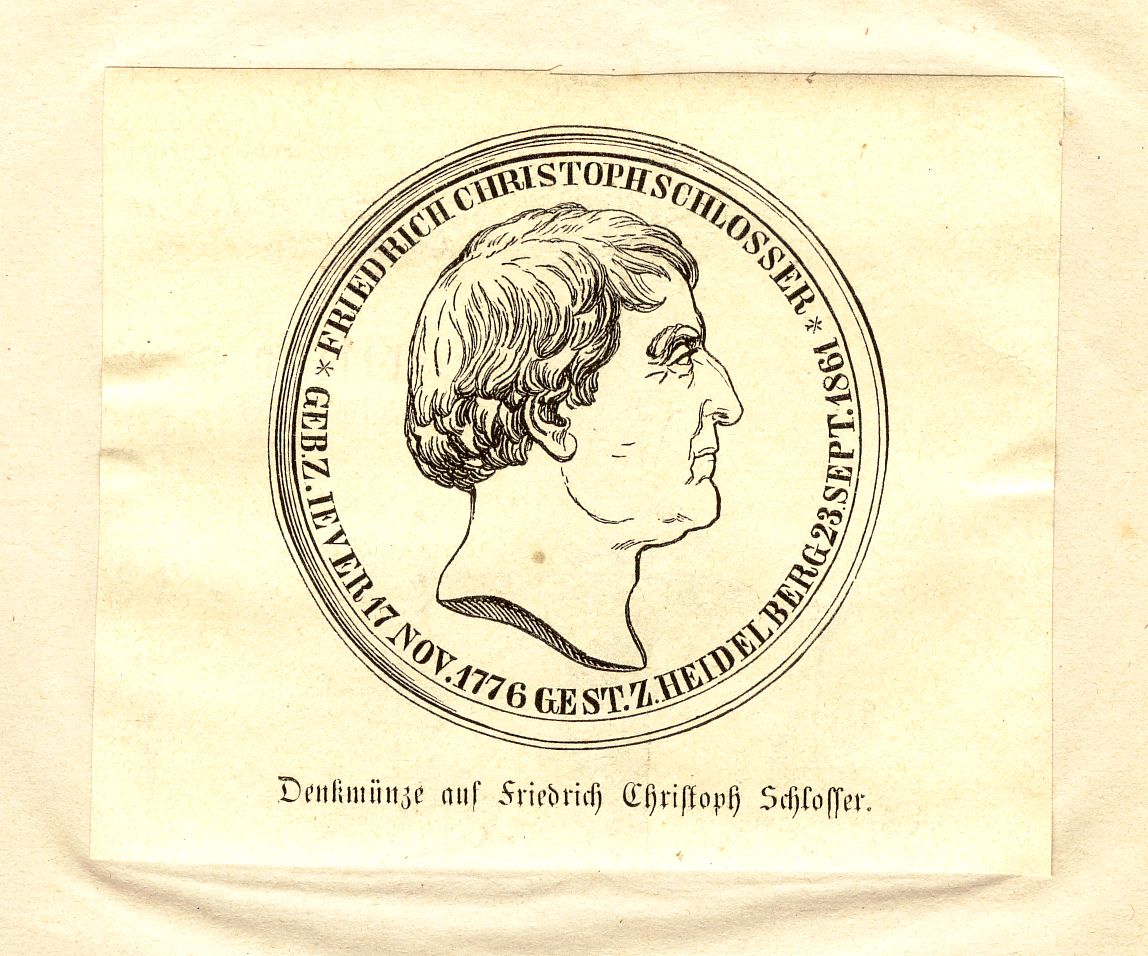 FRIEDRICH CHRISTOPH SCHLOSSER *
GEB. Z. IEVER 17 NOV. 1776 GEST. Z. HEIDELBERG 23. SEPT. 1861 *
Denkmünze auf Friedrich Christoph Schlosser.